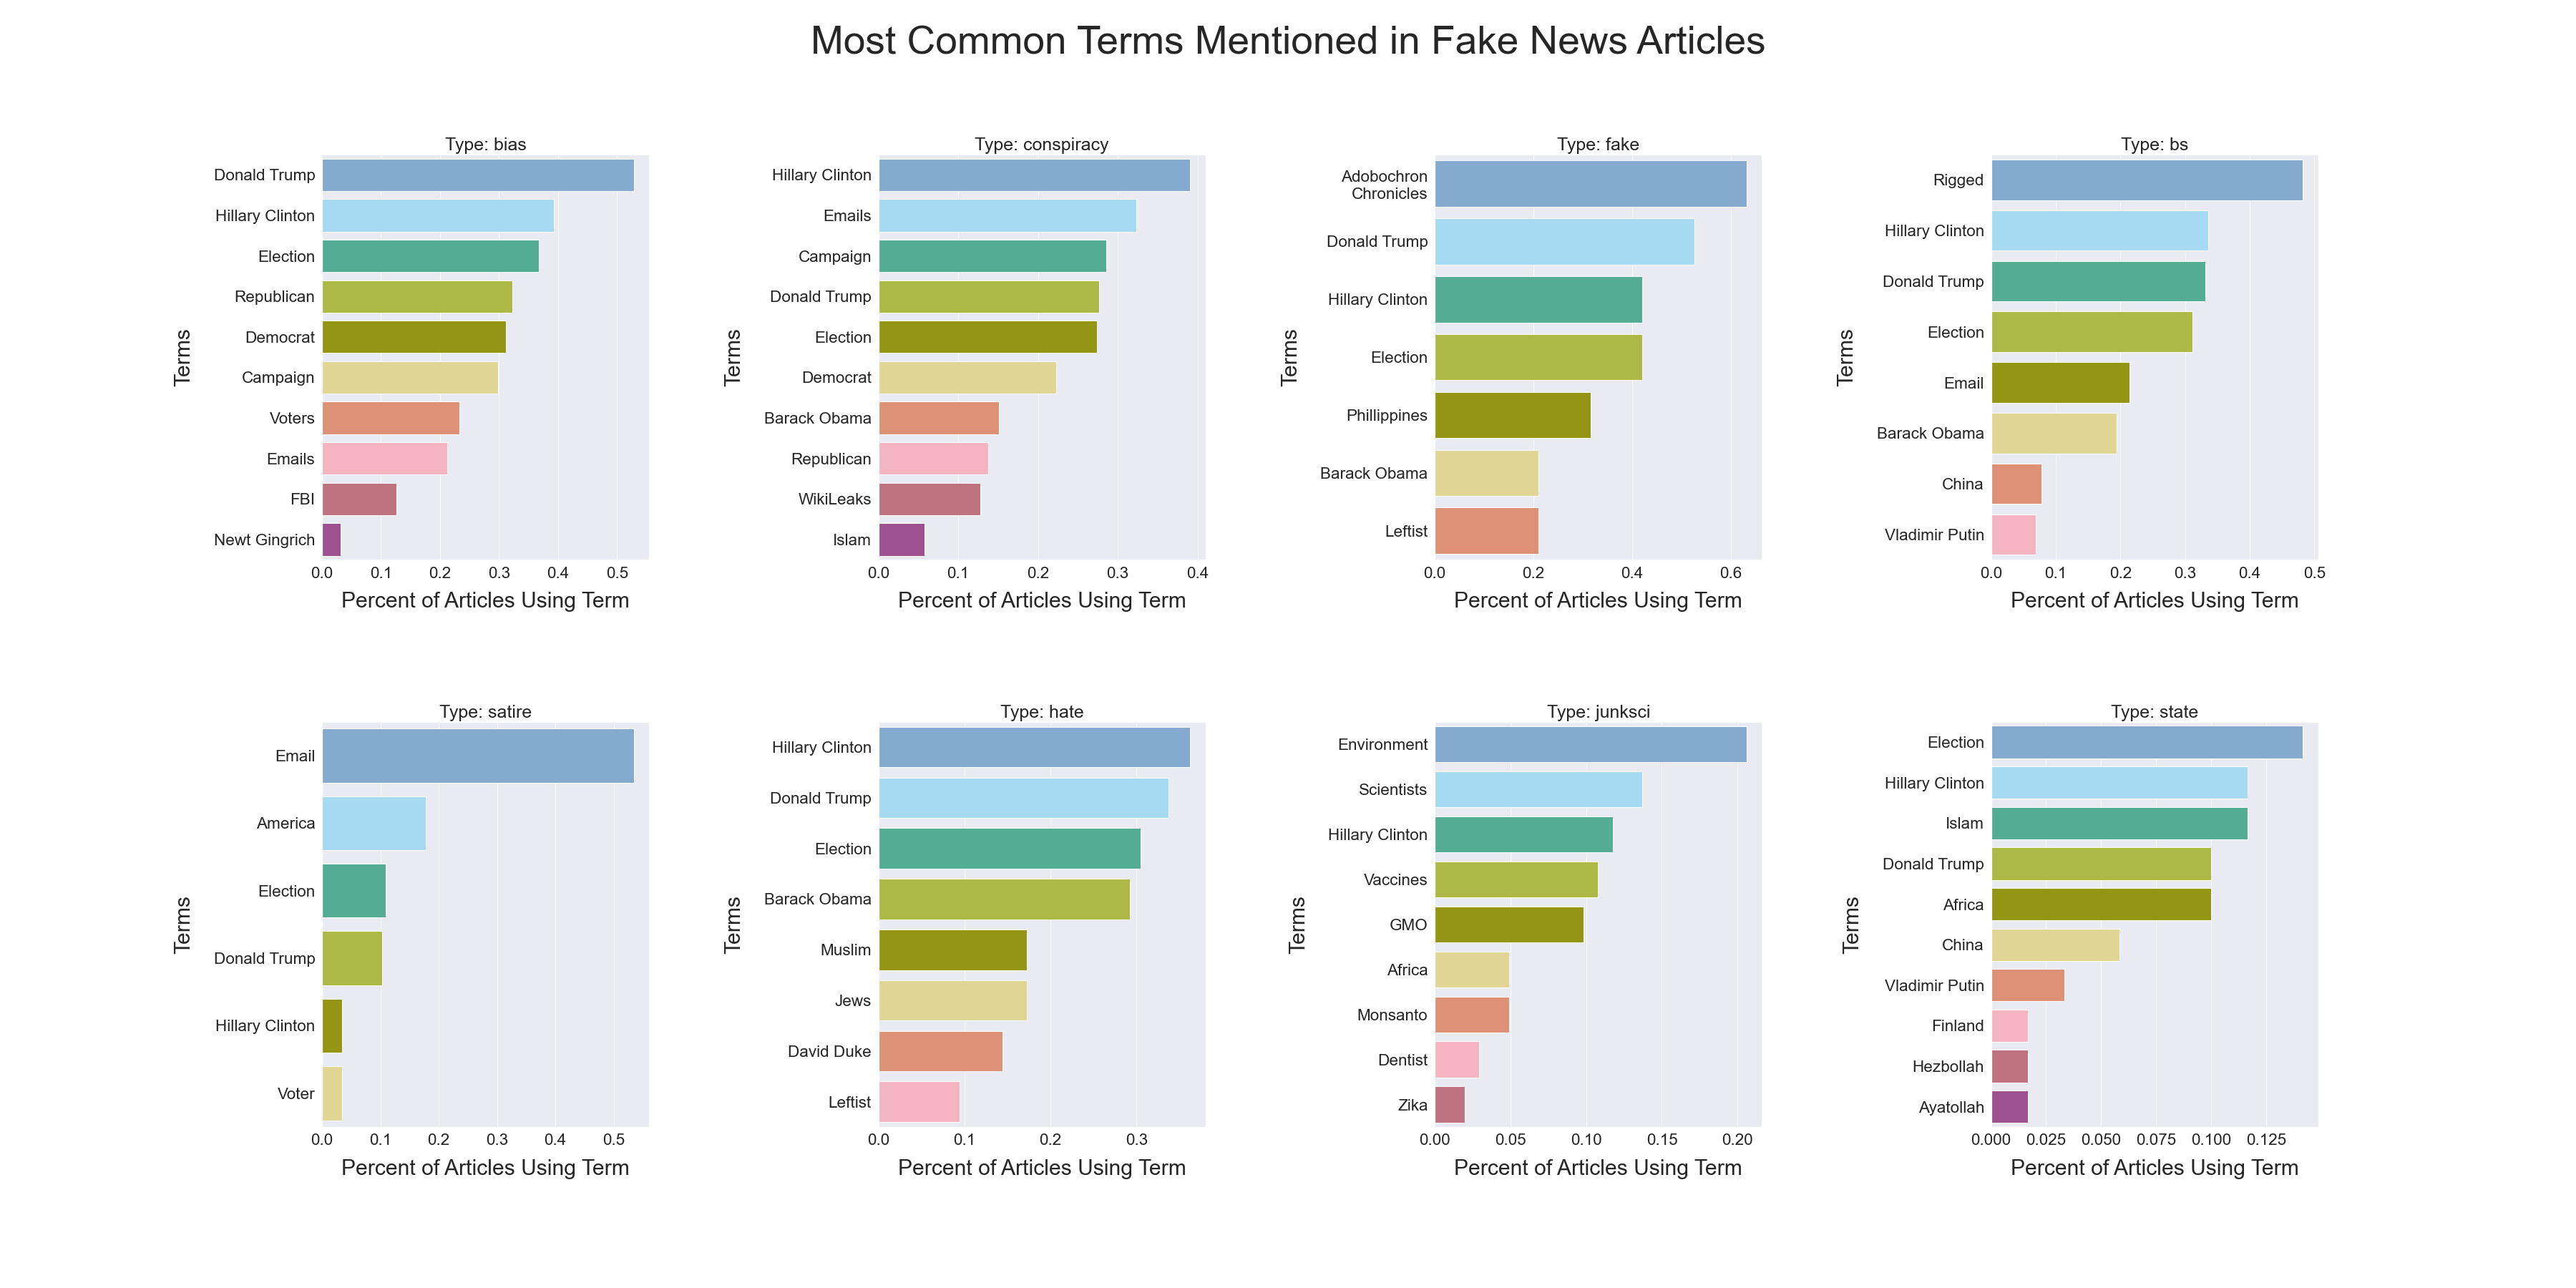 Most Common Terms Mentioned in Fake News Articles
Type: bias
Terms
Donald Trump
Hillary Clinton
Election
Republican
Democrat
Campaign
Voters
Emails
FBI
Newt Gingrich
0.0 0.1 0.2 0.3 0.4 0.5
Percent of Articles Using Term
Type: conspiracy
Terms
Hillary Clinton
Emails
Campaign
Donald Trump
Election
Democrat
Barack Obama
Republican
WikiLeaks
Islam
0.0 0.1 0.2 0.3 0.4
Percent of Articles Using Term
Type: fake
Terms
Adobochron
Chronicles
Donald Trump
Hillary Clinton
Election
Phillippines
Barack Obama
Leftist
0.0 0.2 0.4 0.6
Percent of Articles Using Term
Type: bs
Terms
Rigged
Hillary Clinton
Donald Trump
Election
Email
Barack Obama
China
Vladimir Putin
0.0 0.1 0.2 0.3 0.4 0.5
Percent of Articles Using Term
Type: satire
Terms
Email
America
Election
Donald Trump
Hillary Clinton
Voter
0.0 0.1 0.2 0.3 0.4 0.5
Percent of Articles Using Term
Type: hate
Terms
Hillary Clinton
Donald Trump
Election
Barack Obama
Muslim
Jews
David Duke
Leftist
0.0 0.1 0.2 0.3
Percent of Articles Using Term
Type: junksci
Terms
Environment
Scientists
Hillary Clinton
Vaccines
GMO
Africa
Monsanto
Dentist
Zika
0.00 0.05 0.10 0.15 0.20
Percent of Articles Using Term
Type: state
Terms
Election
Hillary Clinton
Islam
Donald Trump
Africa
China
Vladimir Putin
Finland
Hezbollah
Ayatollah
0.000 0.025 0.050 0.075 0.100 0.125
Percent of Articles Using Term